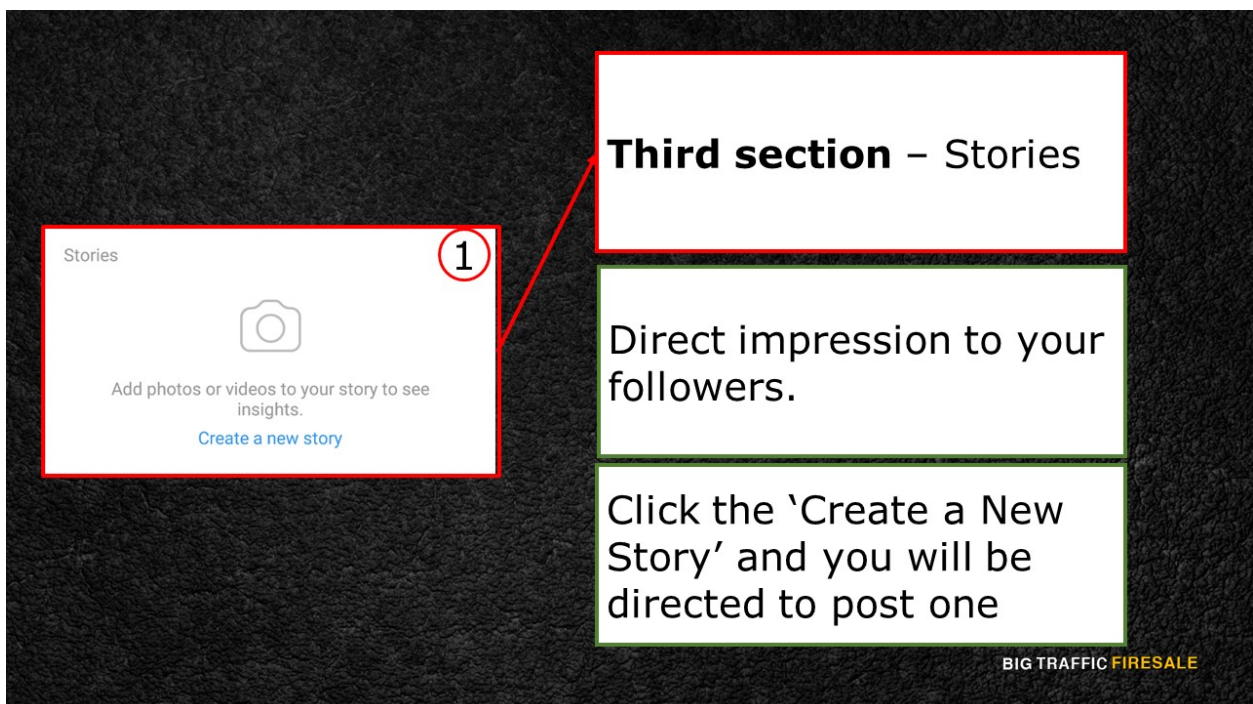 Stories
1
Add photos or videos to your story to see
insights.
Create a new story
Third section – Stories
Direct impression to your
followers.
Click the ‘Create a New
Story’ and you will be
directed to post one
BIG TRAFFIC FIRESALE